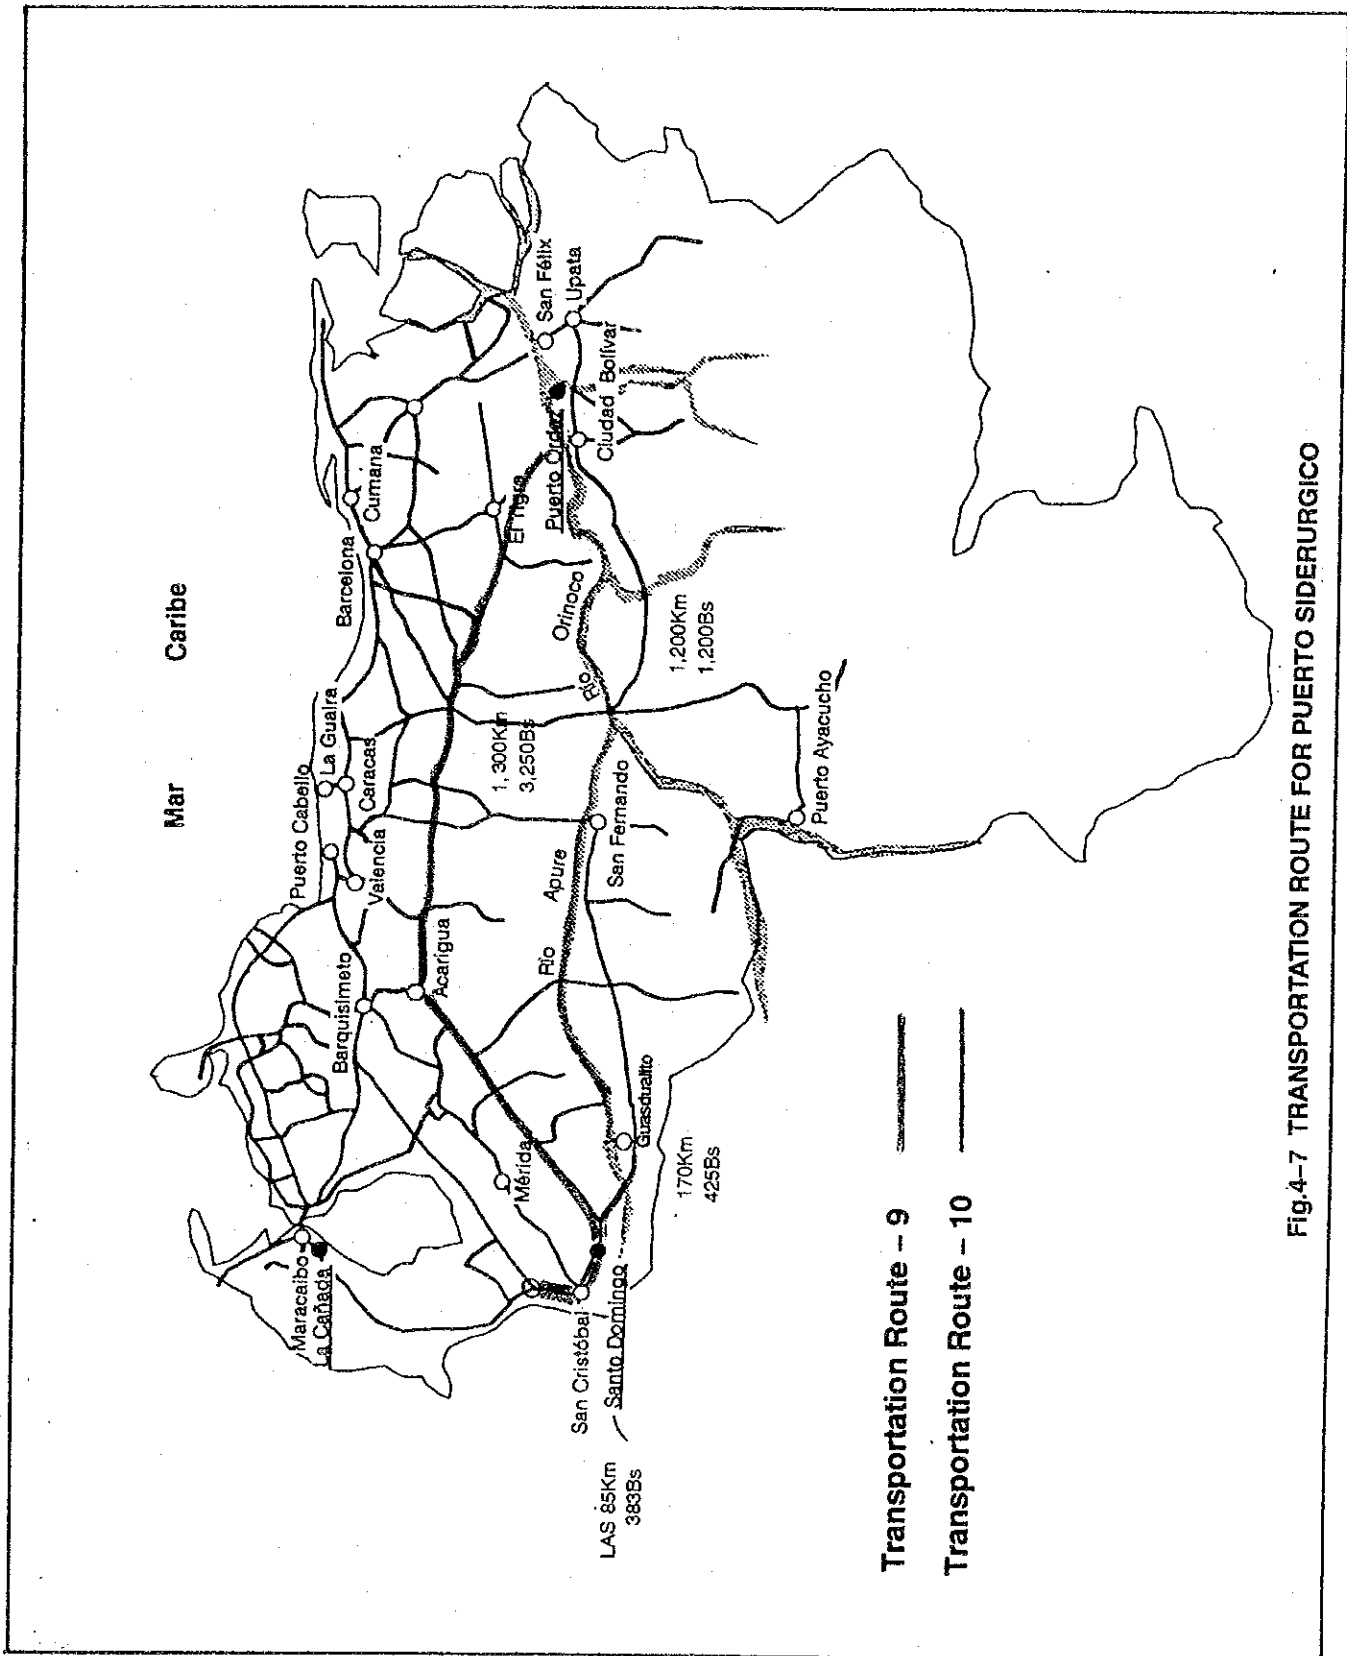 Mar Caribe
Puerto Cabello
La Guaira
Caracas
Valencia
Barcelona
Cumana
Maracaibo
La Cañada
Barquisimeto
Acarigua
Mérida
El Tigre
San Félix
Upata
Puerto Ordaz
Ciudad Bolívar
1,300Km
3,250Bs
Río Orinoco
Río Apure
San Fernando
1,200Km
1,200Bs
San Cristóbal
Santo Domingo
Guasdualito
LAS 85Km
383Bs
170Km
425Bs
Puerto Ayacucho
Transportation Route – 9
Transportation Route – 10
Fig.4–7 TRANSPORTATION ROUTE FOR PUERTO SIDERURGICO